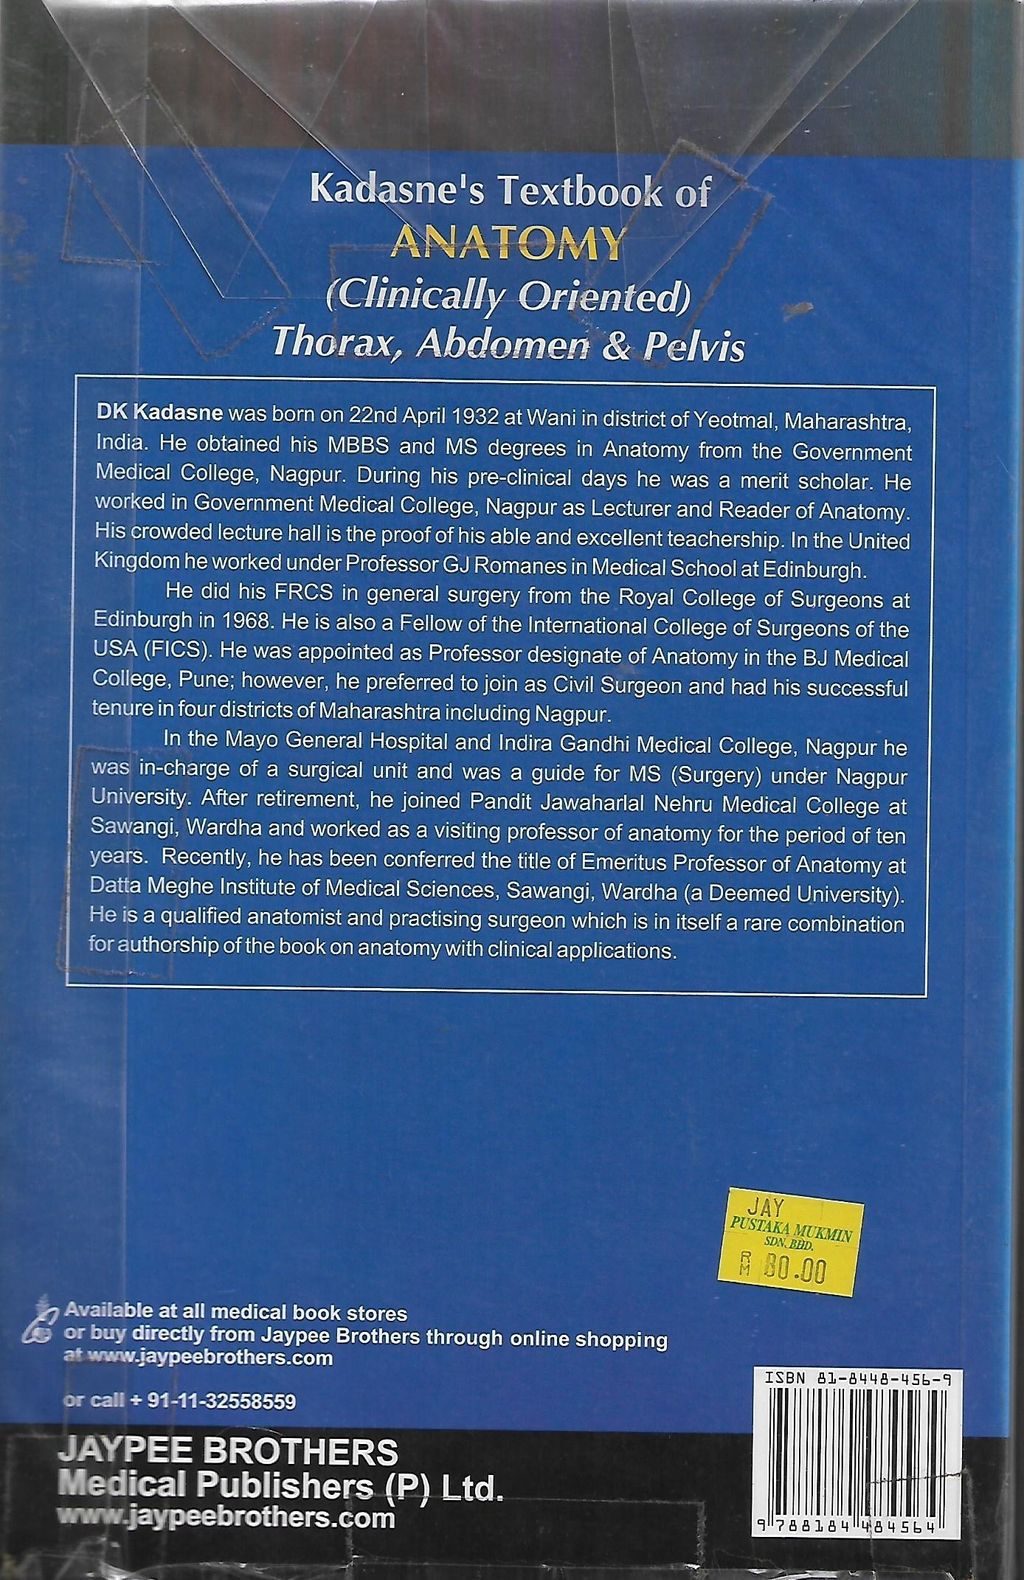 Kadasne's Textbook of
ANATOMY
(Clinically Oriented)
Thorax, Abdomen & Pelvis
DK Kadasne was born on 22nd April 1932 at Wani in district of Yeotmal, Maharashtra,
India. He obtained his MBBS and MS degrees in Anatomy from the Government
Medical College, Nagpur. During his pre-clinical days he was a merit scholar. He
worked in Government Medical College, Nagpur as Lecturer and Reader of Anatomy.
His crowded lecture hall is the proof of his able and excellent teachership. In the United
Kingdom he worked under Professor GJ Romanes in Medical School at Edinburgh.
He did his FRCS in general surgery from the Royal College of Surgeons at
Edinburgh in 1968. He is also a Fellow of the International College of Surgeons of the
USA (FICS). He was appointed as Professor designate of Anatomy in the BJ Medical
College, Pune; however, he preferred to join as Civil Surgeon and had his successful
tenure in four districts of Maharashtra including Nagpur.
In the Mayo General Hospital and Indira Gandhi Medical College, Nagpur he
was in-charge of a surgical unit and was a guide for MS (Surgery) under Nagpur
University. After retirement, he joined Pandit Jawaharlal Nehru Medical College at
Sawangi, Wardha and worked as a visiting professor of anatomy for the period of ten
years. Recently, he has been conferred the title of Emeritus Professor of Anatomy at
Datta Meghe Institute of Medical Sciences, Sawangi, Wardha (a Deemed University).
He is a qualified anatomist and practising surgeon which is in itself a rare combination
for authorship of the book on anatomy with clinical applications.
JAY
PUSTAKA MUKMIN
SDN. BHD.
RM 80.00
Available at all medical book stores
or buy directly from Jaypee Brothers through online shopping
at www.jaypeebrothers.com
or call + 91-11-32558559
JAYPEE BROTHERS
Medical Publishers (P) Ltd.
www.jaypeebrothers.com
ISBN 81-8448-456-9
9 788184 484564